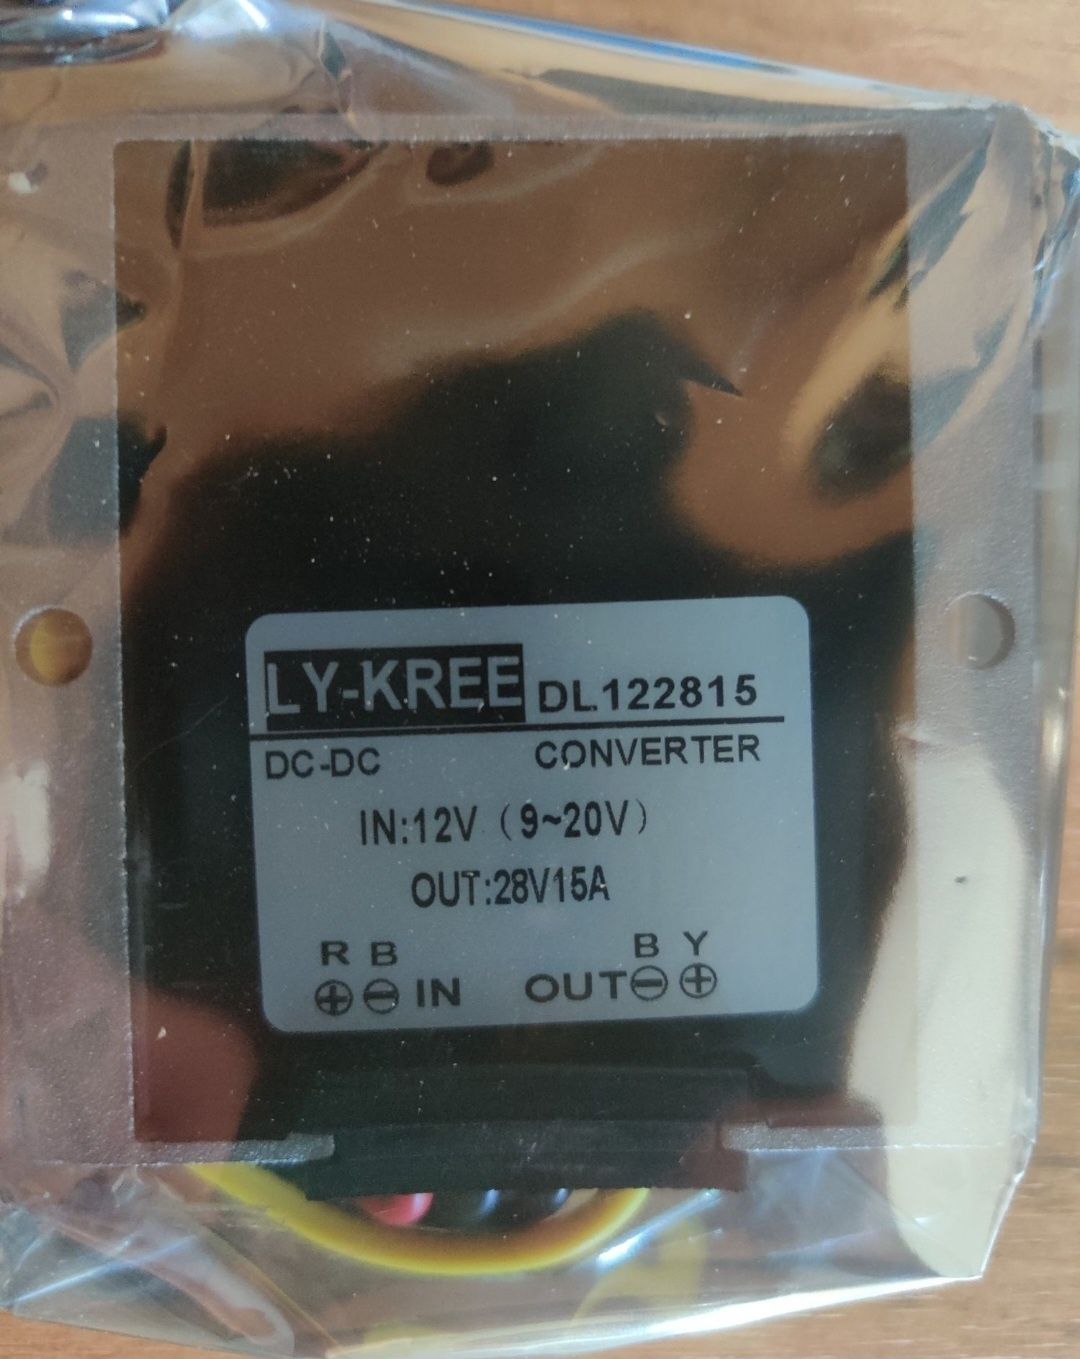 LY-KREE DL122815
DC-DC CONVERTER
IN:12V (9~20V)
OUT:28V15A
R B B Y
⊕ ⊖ IN OUT ⊖ ⊕